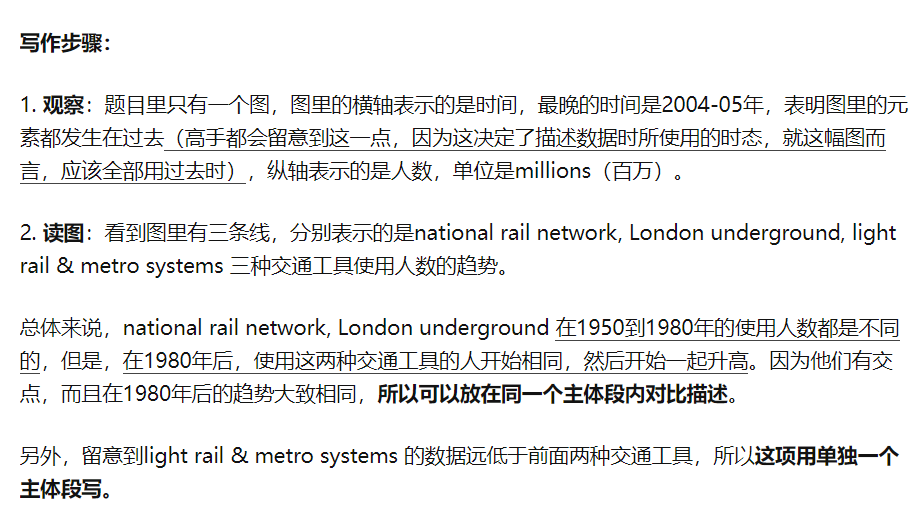 写作步骤：
1. 观察：题目里只有一个图，图里的横轴表示的是时间，最晚的时间是2004-05年，表明图里的元
素都发生在过去（高手都会留意到这一点，因为这决定了描述数据时所使用的时态，就这幅图而
言，应该全部用过去时），纵轴表示的是人数，单位是millions（百万）。
2. 读图：看到图里有三条线，分别表示的是national rail network, London underground, light
rail & metro systems 三种交通工具使用人数的趋势。
总体来说，national rail network, London underground 在1950到1980年的使用人数都是不同
的，但是，在1980年后，使用这两种交通工具的人开始相同，然后开始一起升高。因为他们有交
点，而且在1980年后的趋势大致相同，所以可以放在同一个主体段内对比描述。
另外，留意到light rail & metro systems 的数据远低于前面两种交通工具，所以这项用单独一个
主体段写。